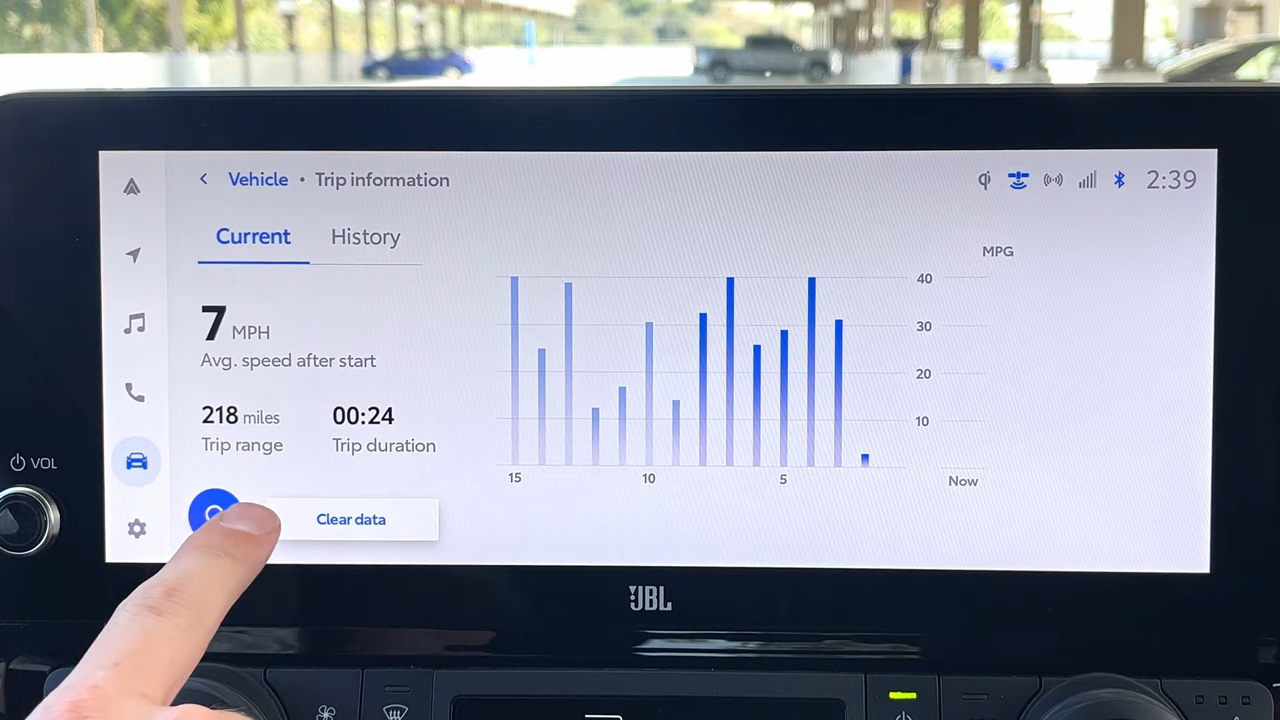 Vehicle • Trip information
2:39
Current History
MPG
7 MPH
Avg. speed after start
218 miles 00:24
Trip range Trip duration
40
30
20
10
15 10 5 Now
VOL
Clear data
JBL